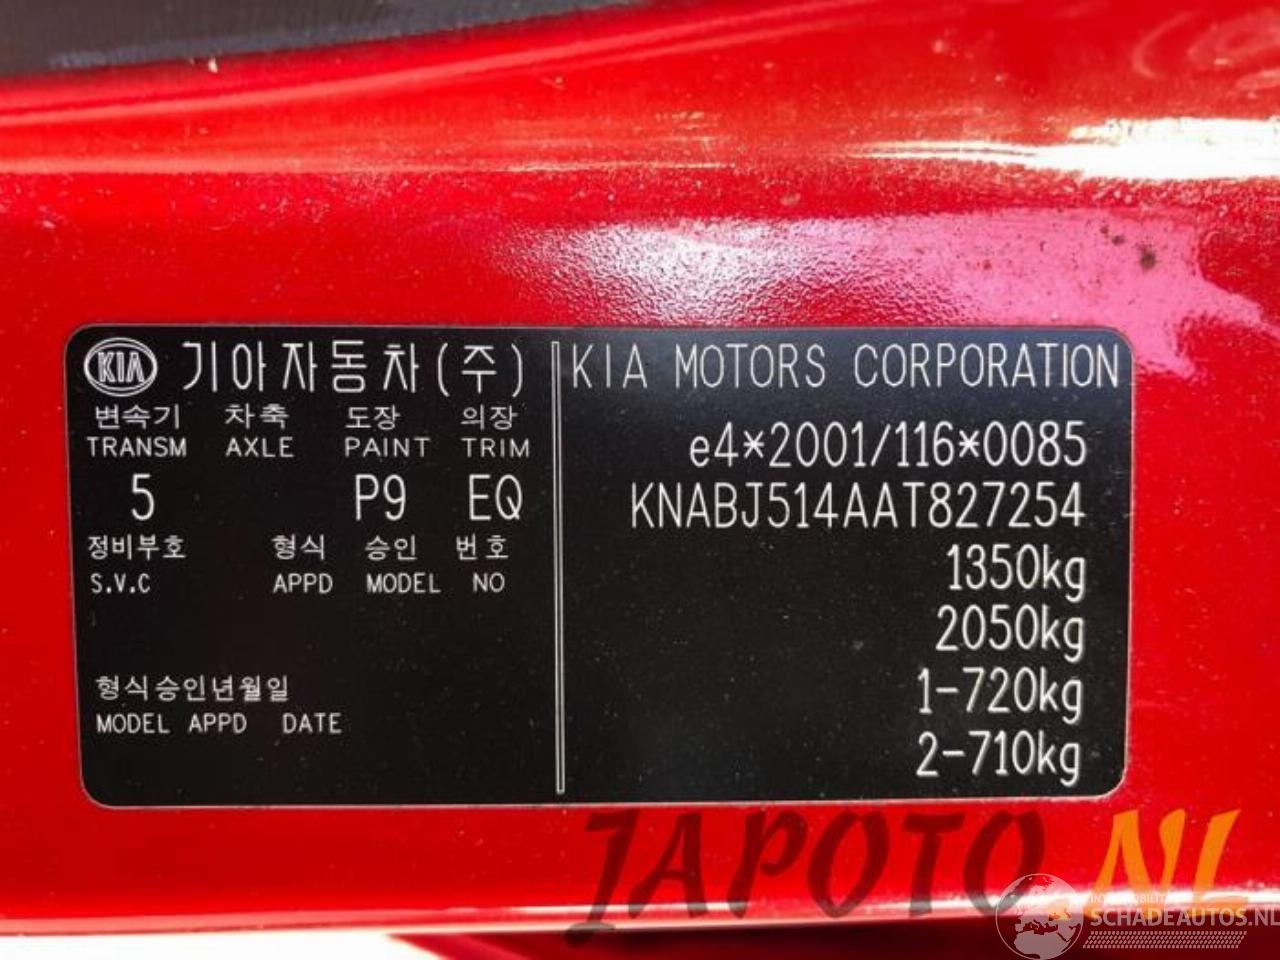 KIA 기아자동차(주)
변속기 차축 도장 의장
TRANSM AXLE PAINT TRIM
5 P9 EQ
정비부호 형식 승인 번호
S.V.C APPD MODEL NO
형식승인년월일
MODEL APPD DATE
KIA MOTORS CORPORATION
e4*2001/116*0085
KNABJ514AAT827254
1350kg
2050kg
1-720kg
2-710kg
JAPOTO.NL
SCHADEAUTOS.NL